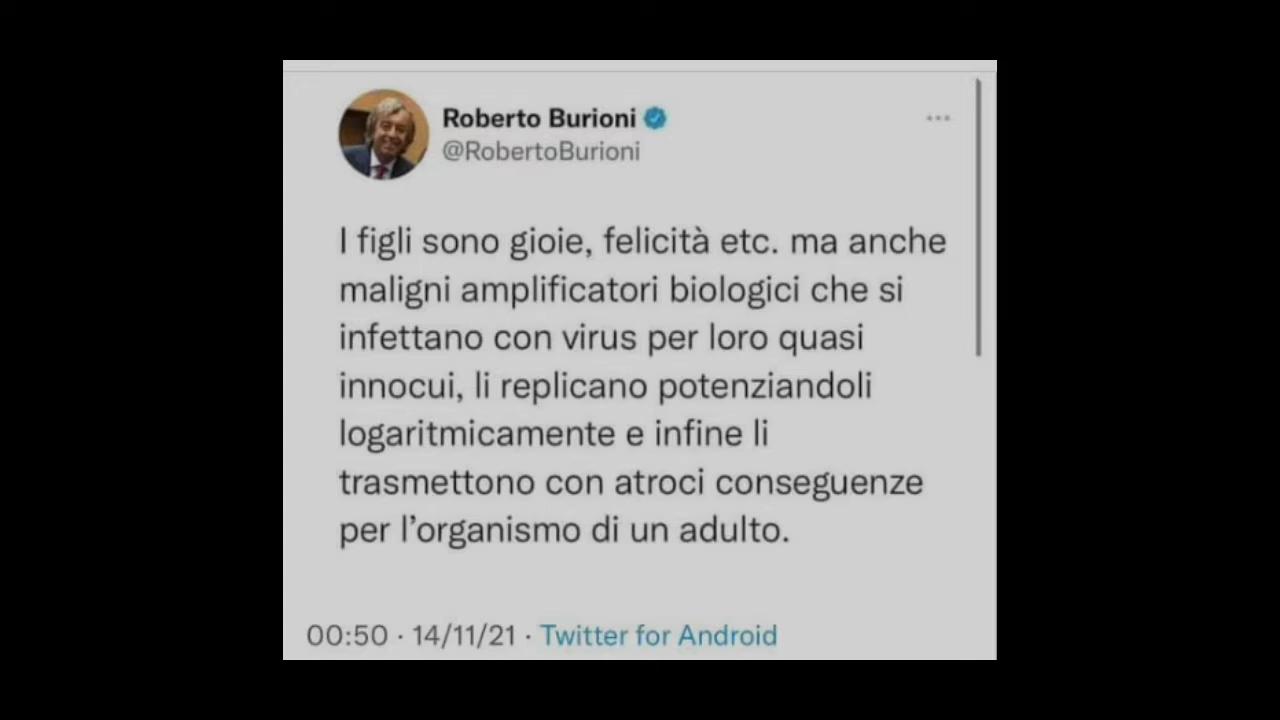 Roberto Burioni
@RobertoBurioni
I figli sono gioie, felicità etc. ma anche
maligni amplificatori biologici che si
infettano con virus per loro quasi
innocui, li replicano potenziandoli
logaritmicamente e infine li
trasmettono con atroci conseguenze
per l’organismo di un adulto.
00:50 · 14/11/21 · Twitter for Android